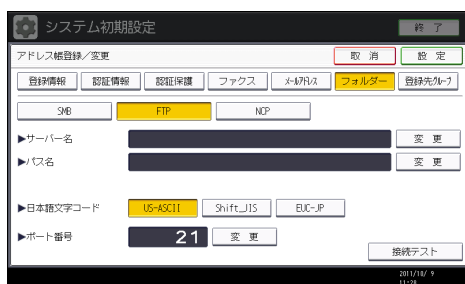 システム初期設定
終 了
アドレス帳登録／変更
取 消
設 定
登録情報
認証情報
認証保護
ファクス
メールアドレス
フォルダー
登録先グループ
SMB
FTP
NCP
▶サーバー名
変 更
▶パス名
変 更
▶日本語文字コード
US-ASCII
Shift_JIS
EUC-JP
▶ポート番号
21
変 更
接続テスト
2011/10/ 9
11:28